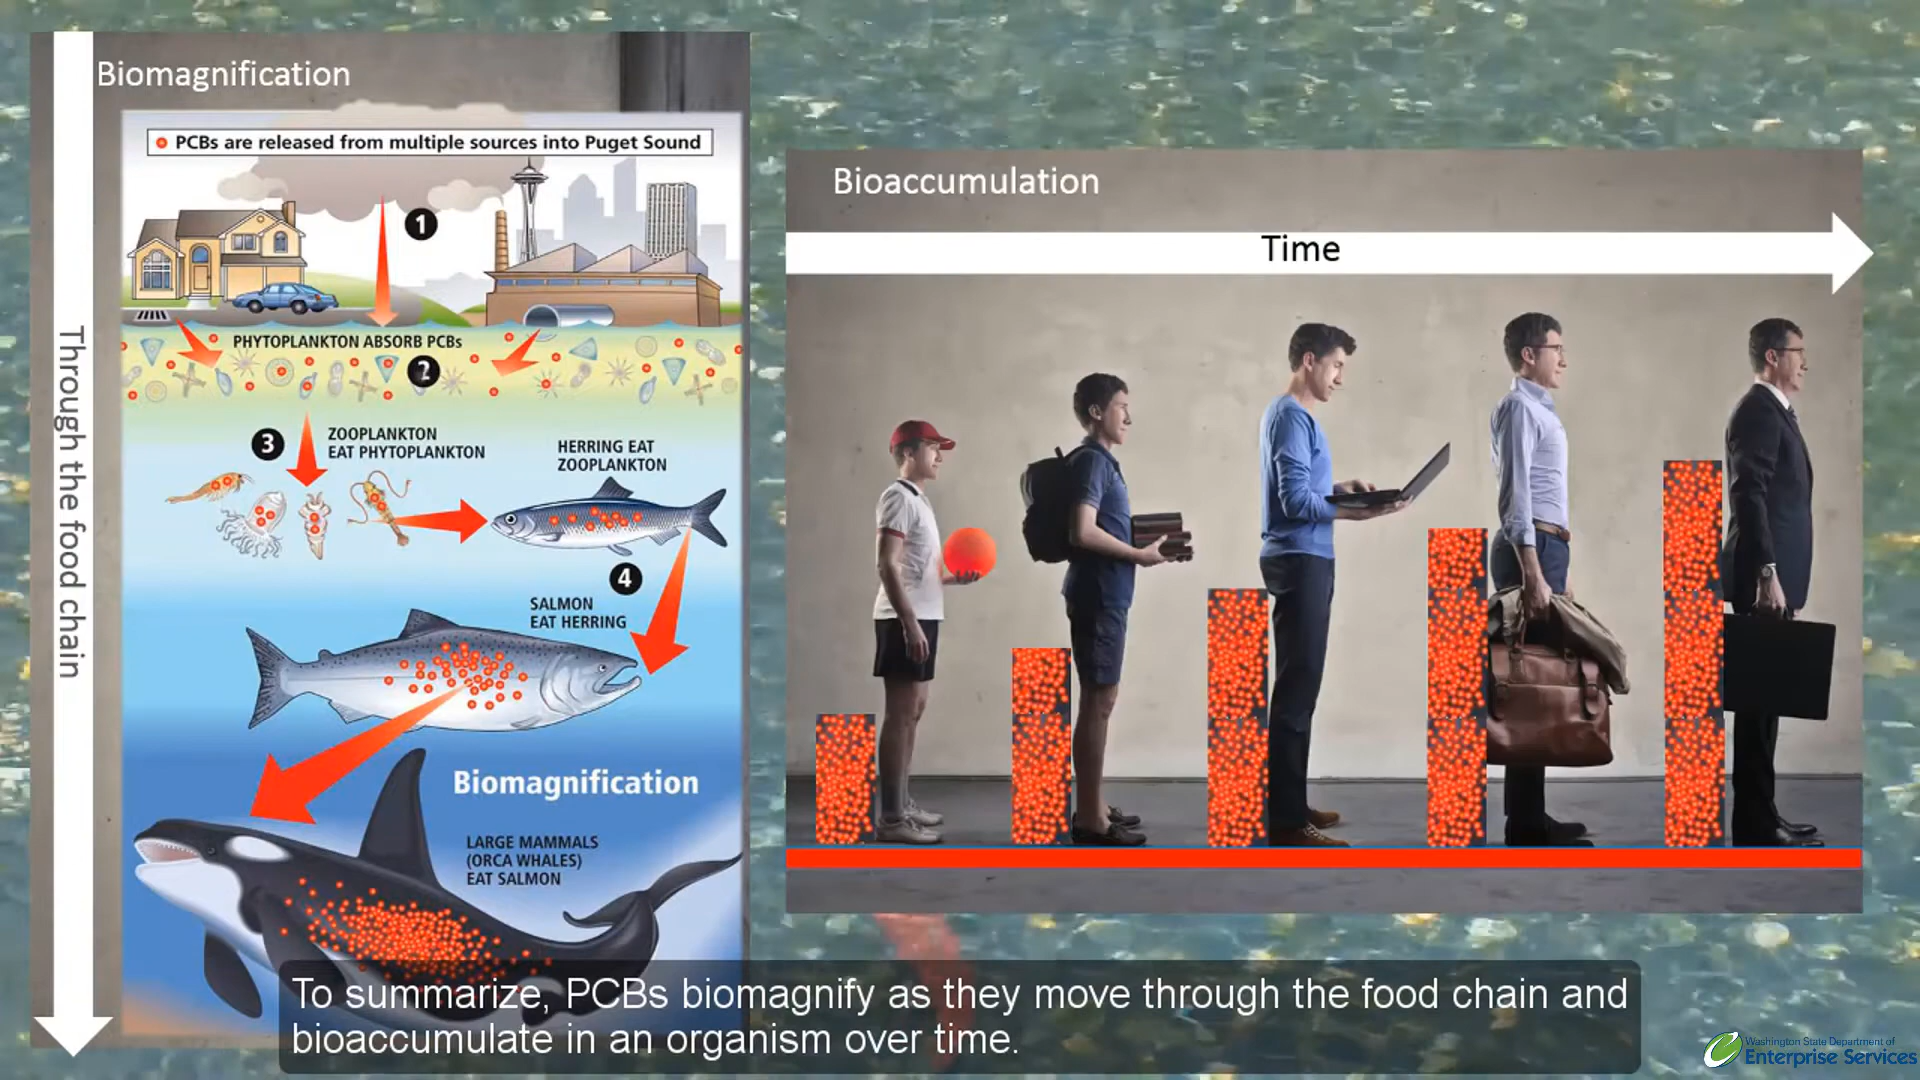 Biomagnification
PCBs are released from multiple sources into Puget Sound
1
PHYTOPLANKTON ABSORB PCBs
2
3
ZOOPLANKTON
EAT PHYTOPLANKTON
HERRING EAT
ZOOPLANKTON
4
SALMON
EAT HERRING
Biomagnification
LARGE MAMMALS
(ORCA WHALES)
EAT SALMON
Through the food chain
Bioaccumulation
Time
To summarize, PCBs biomagnify as they move through the food chain and
bioaccumulate in an organism over time.
Washington State Department of
Enterprise Services